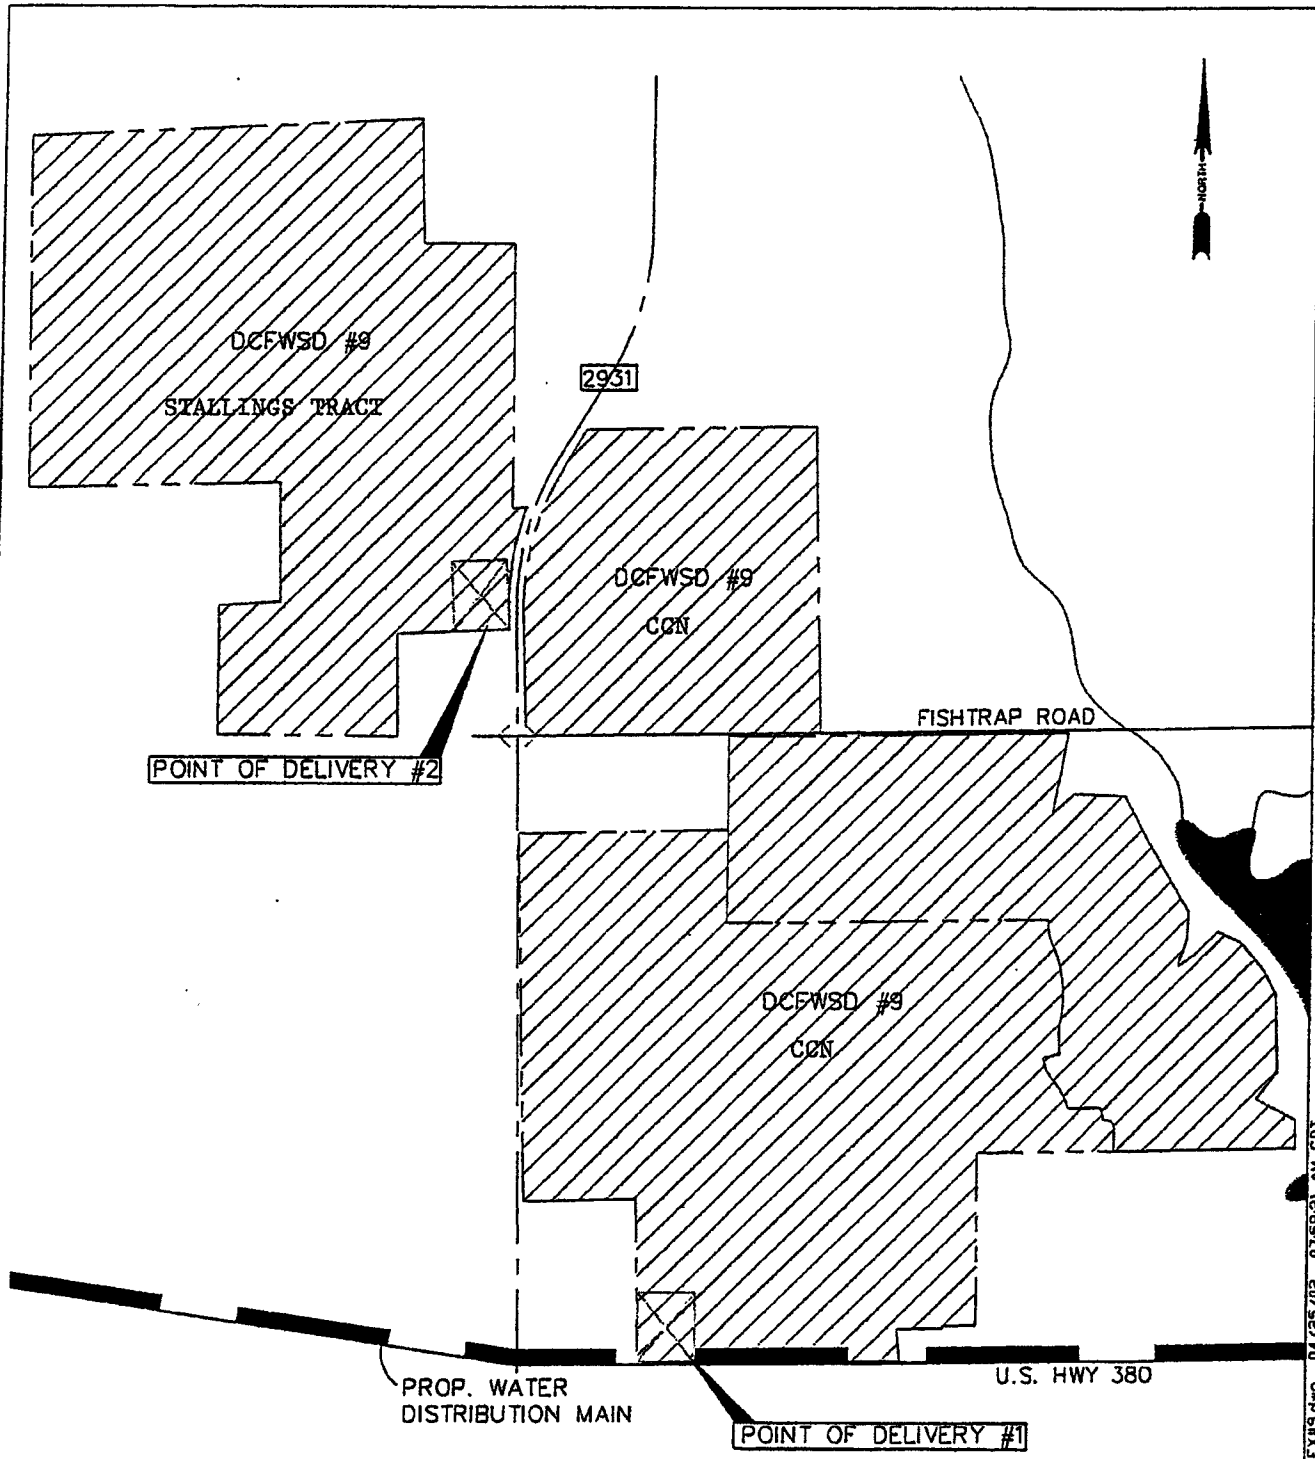 NORTH
DCFWSD #9
STALLINGS TRACT
2931
DCFWSD #9
CCN
FISHTRAP ROAD
POINT OF DELIVERY #2
DCFWSD #9
CCN
U.S. HWY 380
PROP. WATER
DISTRIBUTION MAIN
POINT OF DELIVERY #1